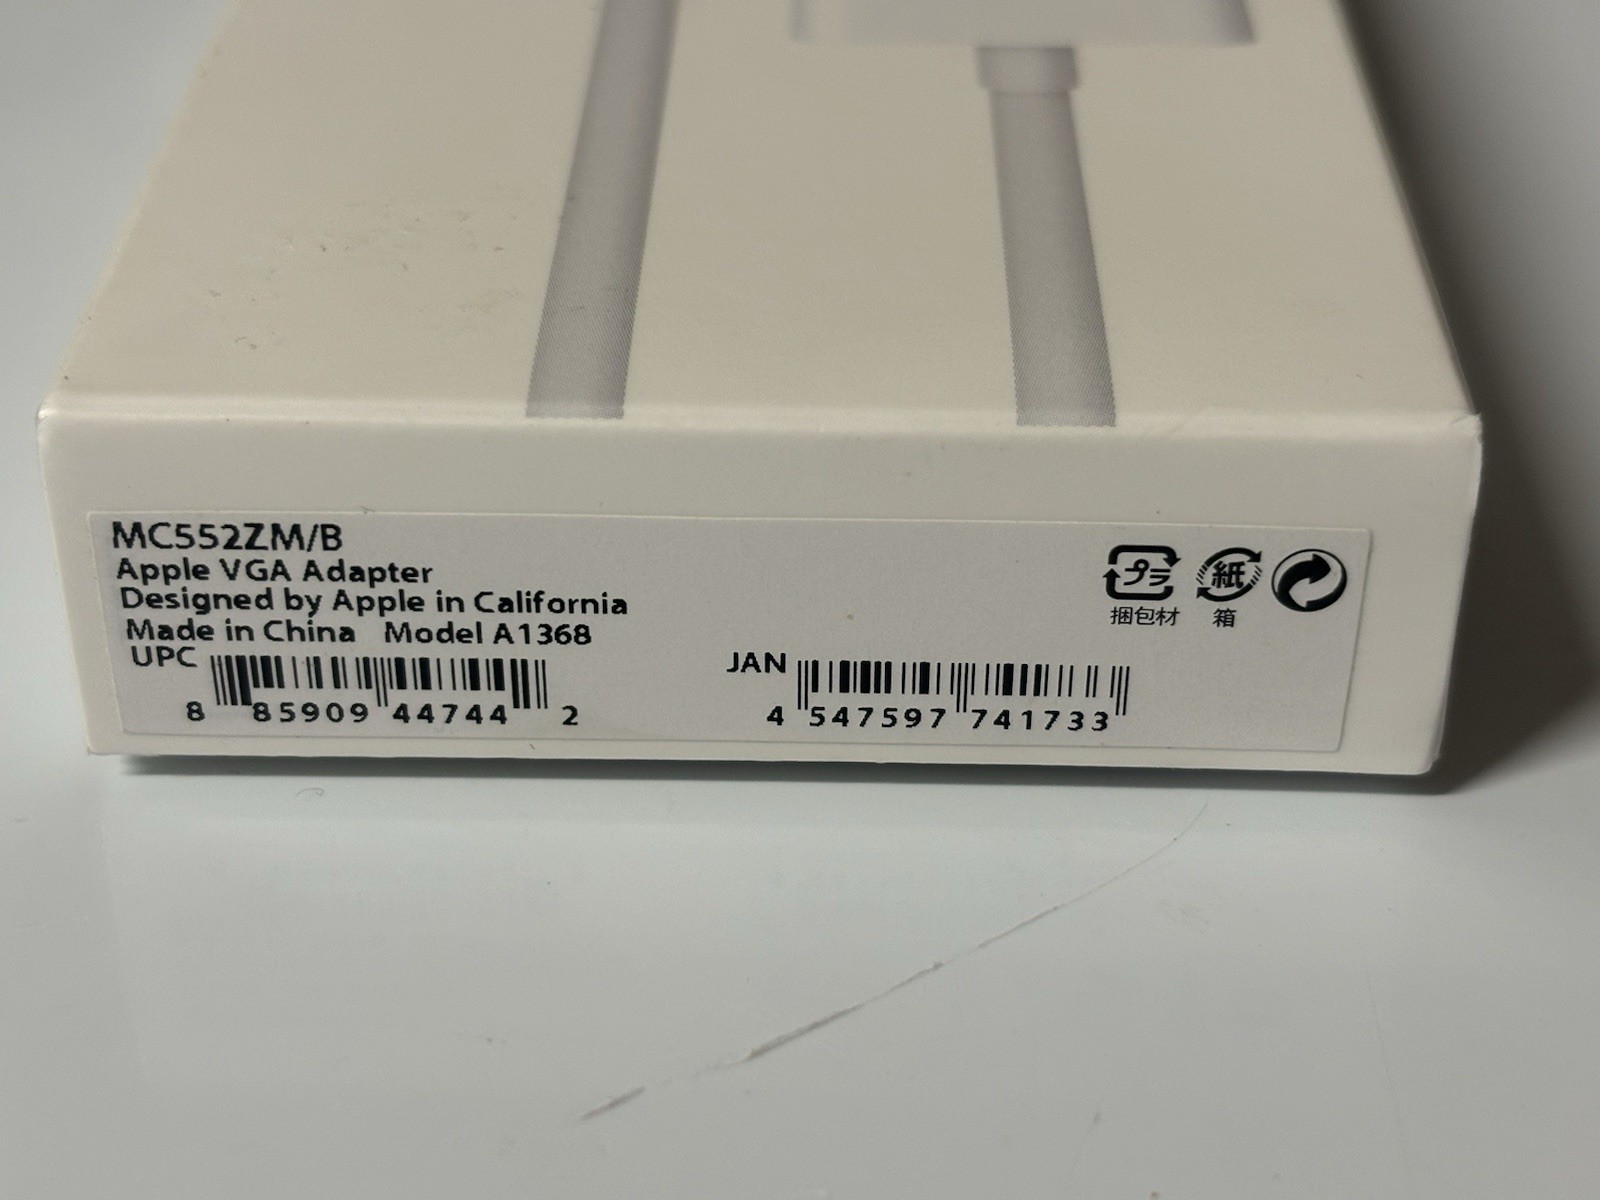 MC552ZM/B
Apple VGA Adapter
Designed by Apple in California
Made in China Model A1368
UPC
8 85909 44744 2
JAN
4 547597 741733
プラ
捆包材
紙
箱